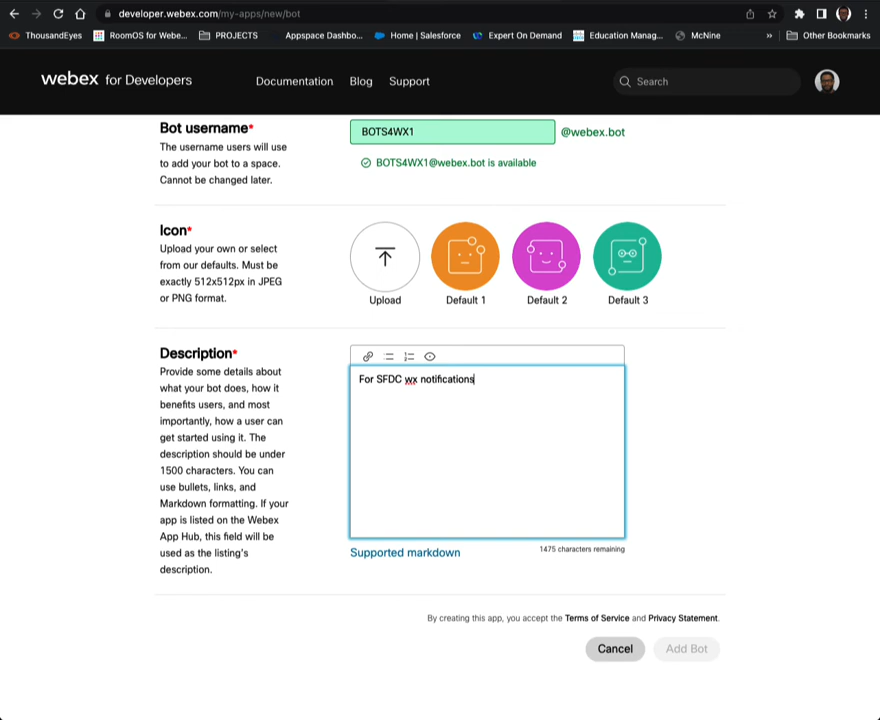 developer.webex.com/my-apps/new/bot
ThousandEyes
RoomOS for Webe...
PROJECTS
Appspace Dashbo...
Home | Salesforce
Expert On Demand
Education Manag...
McNine
»
Other Bookmarks
webex for Developers
Documentation
Blog
Support
Search
Bot username*
The username users will use
to add your bot to a space.
Cannot be changed later.
BOTS4WX1
@webex.bot
BOTS4WX1@webex.bot is available
Icon*
Upload your own or select
from our defaults. Must be
exactly 512x512px in JPEG
or PNG format.
Upload
Default 1
Default 2
Default 3
Description*
Provide some details about
what your bot does, how it
benefits users, and most
importantly, how a user can
get started using it. The
description should be under
1500 characters. You can
use bullets, links, and
Markdown formatting. If your
app is listed on the Webex
App Hub, this field will be
used as the listing's
description.
For SFDC wx notifications
Supported markdown
1475 characters remaining
By creating this app, you accept the Terms of Service and Privacy Statement.
Cancel
Add Bot